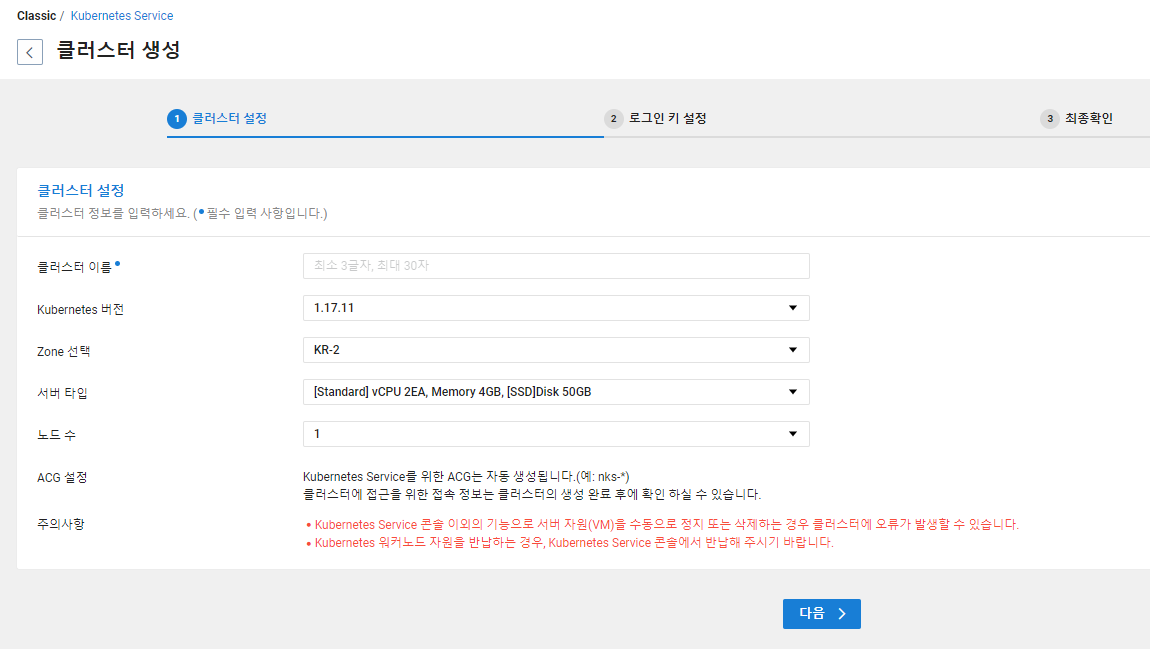 Classic / Kubernetes Service
클러스터 생성
1 클러스터 설정
2 로그인 키 설정
3 최종확인
클러스터 설정
클러스터 정보를 입력하세요. (• 필수 입력 사항입니다.)
클러스터 이름 •
최소 3글자, 최대 30자
Kubernetes 버전
1.17.11
Zone 선택
KR-2
서버 타입
[Standard] vCPU 2EA, Memory 4GB, [SSD]Disk 50GB
노드 수
1
ACG 설정
Kubernetes Service를 위한 ACG는 자동 생성됩니다.(예: nks-*)
클러스터에 접근을 위한 접속 정보는 클러스터의 생성 완료 후에 확인 하실 수 있습니다.
주의사항
• Kubernetes Service 콘솔 이외의 기능으로 서버 자원(VM)을 수동으로 정지 또는 삭제하는 경우 클러스터에 오류가 발생할 수 있습니다.
• Kubernetes 워커노드 자원을 반납하는 경우, Kubernetes Service 콘솔에서 반납해 주시기 바랍니다.
다음